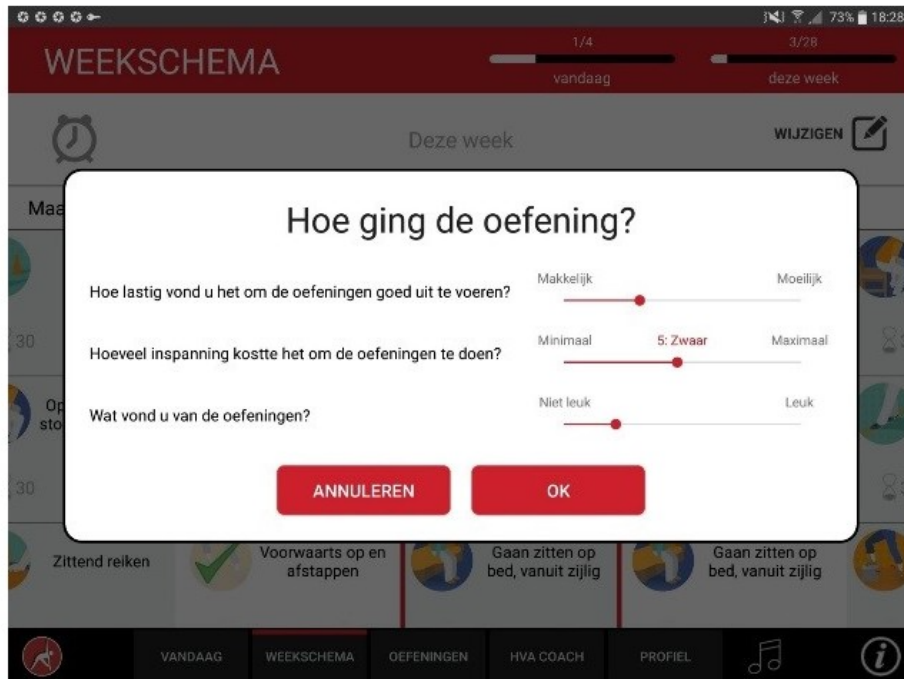 73% 18:28
WEEKSCHEMA
1/4
vandaag
3/28
deze week
Deze week
WIJZIGEN
Maa
Hoe ging de oefening?
Hoe lastig vond u het om de oefeningen goed uit te voeren?
Makkelijk
Moeilijk
Hoeveel inspanning kostte het om de oefeningen te doen?
Minimaal
5: Zwaar
Maximaal
Wat vond u van de oefeningen?
Niet leuk
Leuk
30
Op
sto
30
ANNULEREN
OK
Zittend reiken
Voorwaarts op en
afstappen
Gaan zitten op
bed, vanuit zijlig
Gaan zitten op
bed, vanuit zijlig
VANDAAG
WEEKSCHEMA
OEFENINGEN
HVA COACH
PROFIEL